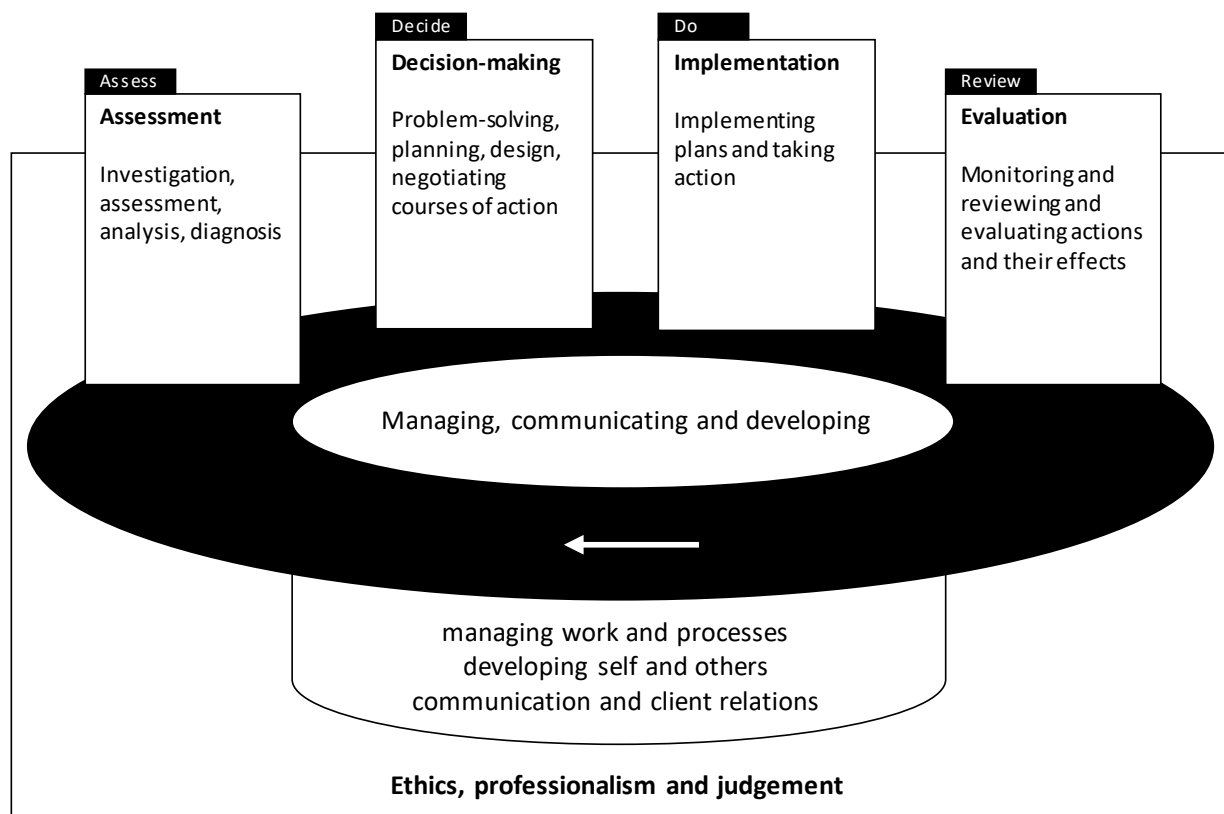 Assess
Assessment
Investigation,
assessment,
analysis, diagnosis
Decide
Decision-making
Problem-solving,
planning, design,
negotiating
courses of action
Do
Implementation
Implementing
plans and taking
action
Review
Evaluation
Monitoring and
reviewing and
evaluating actions
and their effects
Managing, communicating and developing
managing work and processes
developing self and others
communication and client relations
Ethics, professionalism and judgement